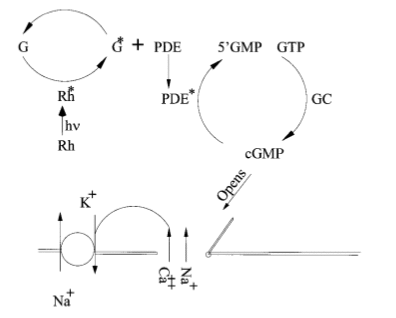 G G* + PDE 5'GMP GTP
Rh* PDE* GC
hν
Rh cGMP
Opens
K+
Ca++ Na+
Na+